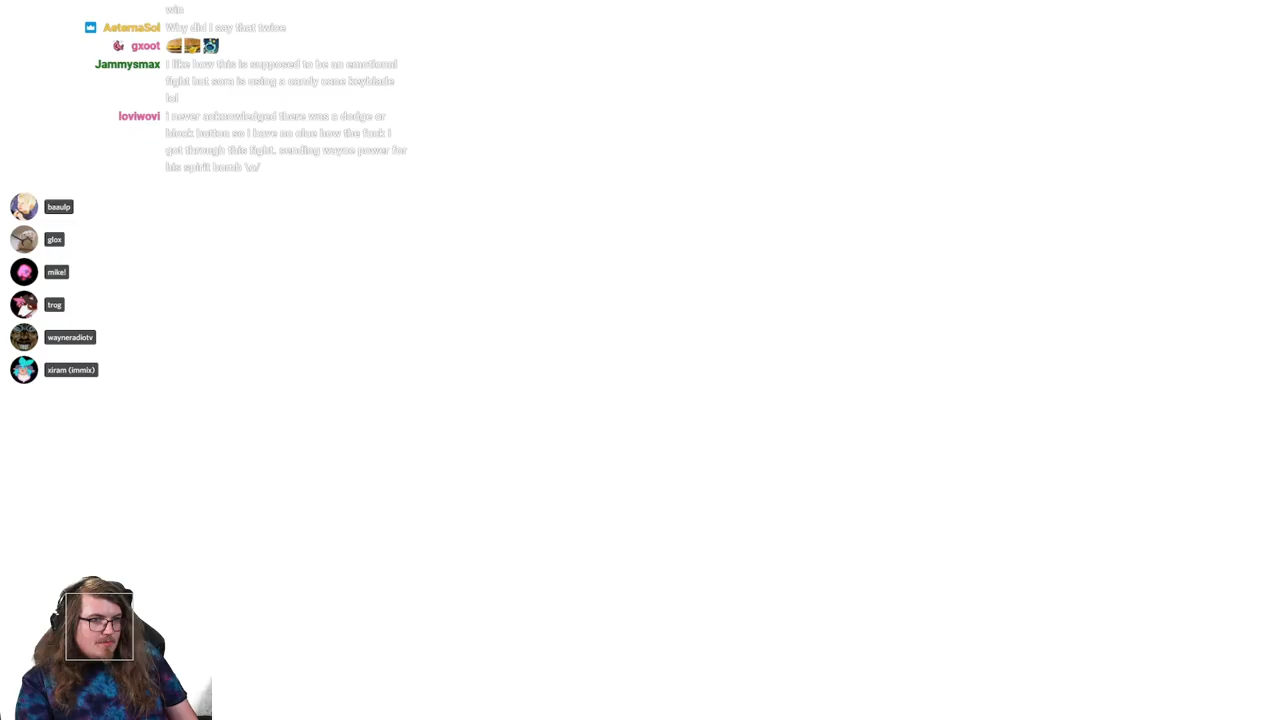 win
AeternaSol Why did I say that twice
gxoot
Jammysmax I like how this is supposed to be an emotional
fight but sora is using a candy cane keyblade
lol
loviwovi i never acknowledged there was a dodge or
block button so i have no clue how the fuck i
got through this fight. sending wayne power for
his spirit bomb \o/
baaulp
glox
mike!
trog
wayneradiotv
xiram (immix)